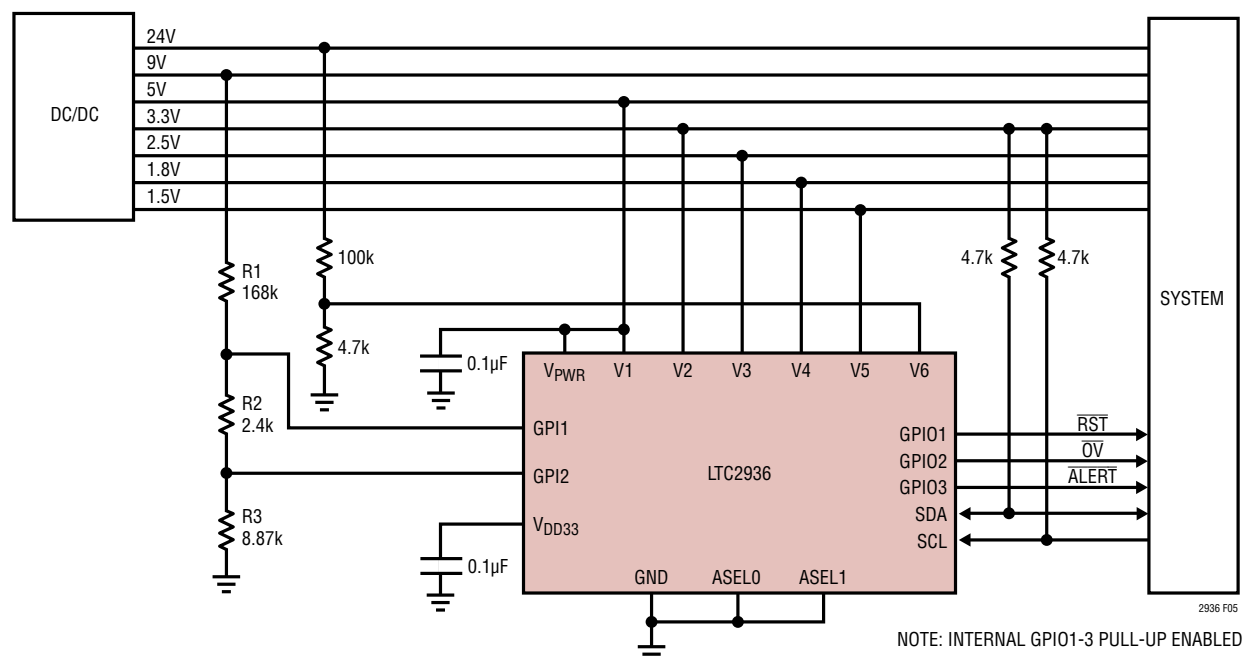 24V
9V
5V
3.3V
2.5V
1.8V
1.5V
DC/DC
SYSTEM
R1
168k
100k
4.7k
4.7k
4.7k
0.1µF
R2
2.4k
R3
8.87k
0.1µF
VPWR
V1
V2
V3
V4
V5
V6
GPI1
GPI2
VDD33
LTC2936
GPIO1
GPIO2
GPIO3
SDA
SCL
RST
OV
ALERT
GND
ASEL0
ASEL1
2936 F05
NOTE: INTERNAL GPIO1-3 PULL-UP ENABLED